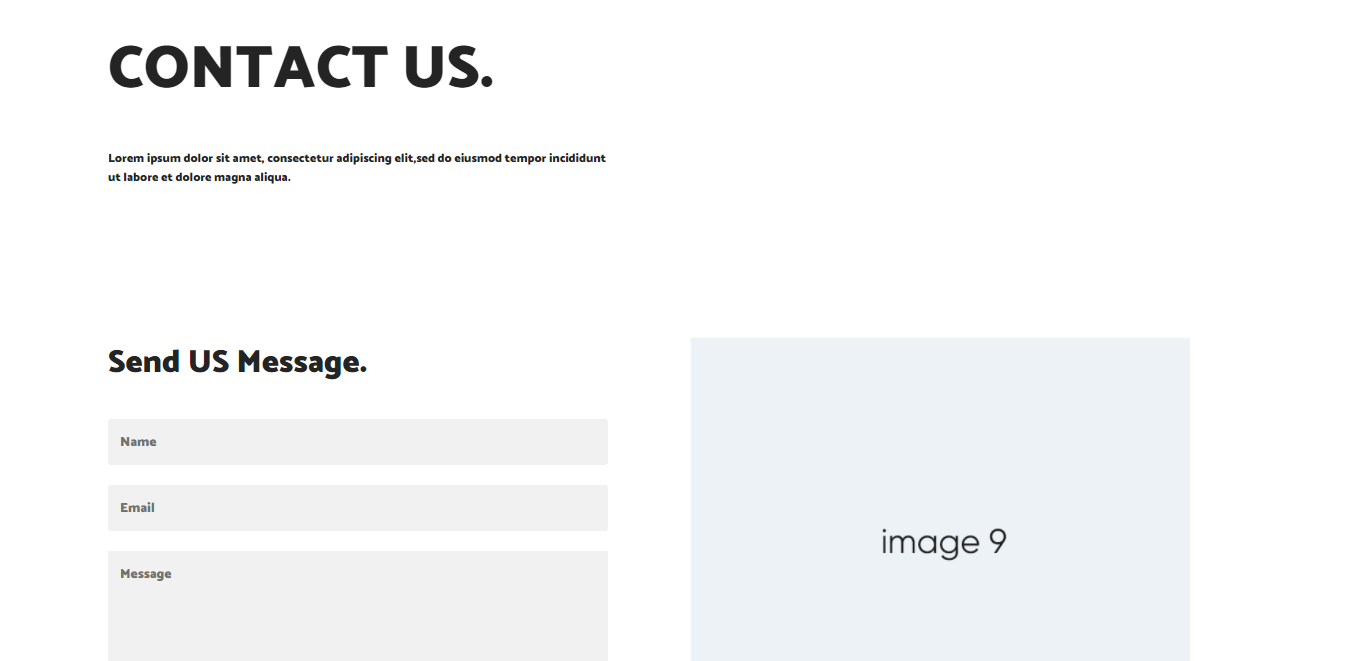 CONTACT US.
Lorem ipsum dolor sit amet, consectetur adipiscing elit,sed do eiusmod tempor incididunt
ut labore et dolore magna aliqua.
Send US Message.
Name
Email
Message
image 9